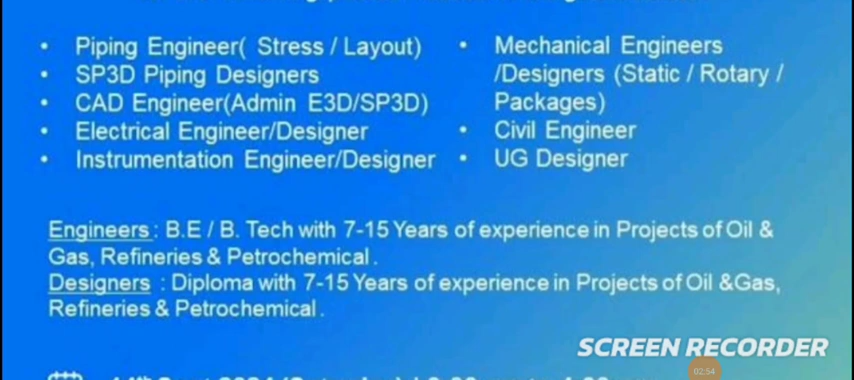 • Piping Engineer( Stress / Layout)
• SP3D Piping Designers
• CAD Engineer(Admin E3D/SP3D)
• Electrical Engineer/Designer
• Instrumentation Engineer/Designer
• Mechanical Engineers
/Designers (Static / Rotary /
Packages)
• Civil Engineer
• UG Designer
Engineers : B.E / B. Tech with 7-15 Years of experience in Projects of Oil &
Gas, Refineries & Petrochemical .
Designers : Diploma with 7-15 Years of experience in Projects of Oil &Gas,
Refineries & Petrochemical .
SCREEN RECORDER
02:54